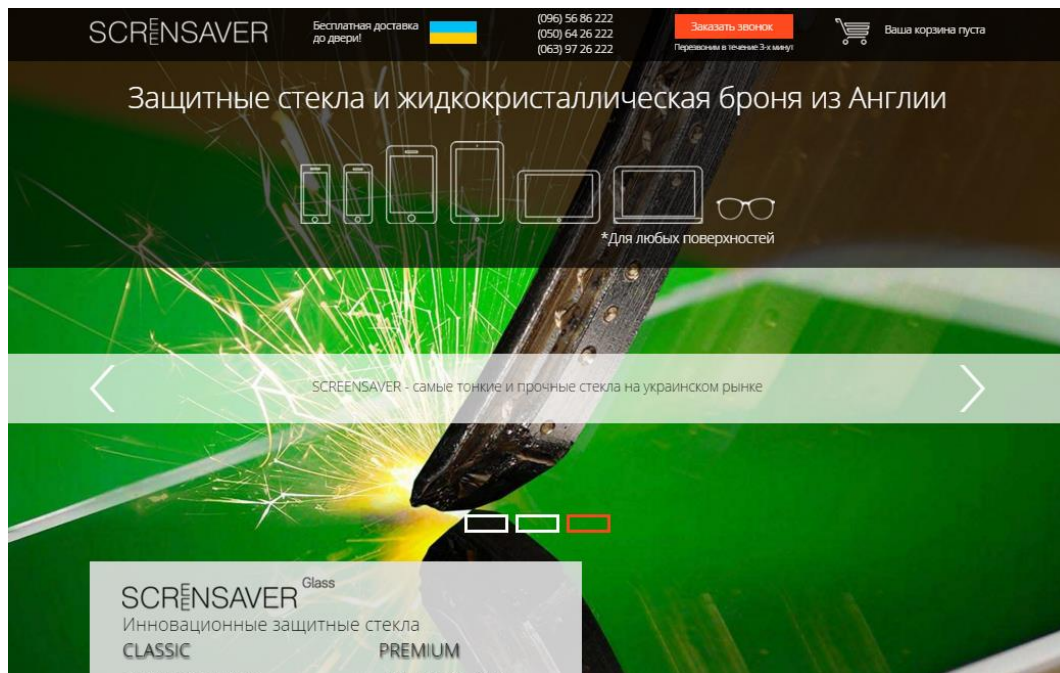 SCREENSAVER
Бесплатная доставка
до двери!
(096) 56 86 222
(050) 64 26 222
(063) 97 26 222
Заказать звонок
Перезвоним в течение 3-х минут
Ваша корзина пуста
Защитные стекла и жидкокристаллическая броня из Англии
*Для любых поверхностей
SCREENSAVER - самые тонкие и прочные стекла на украинском рынке
SCREENSAVER Glass
Инновационные защитные стекла
CLASSIC PREMIUM